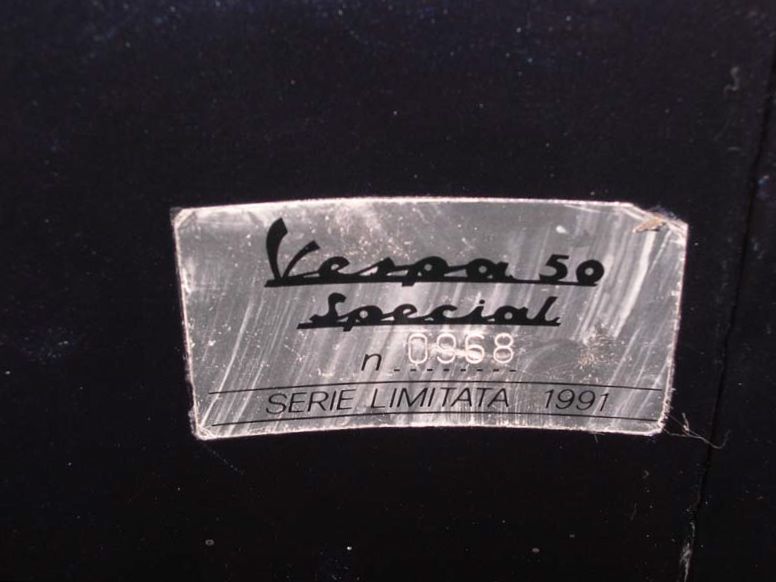 Vespa 50
Special
n 0968
SERIE LIMITATA 1991